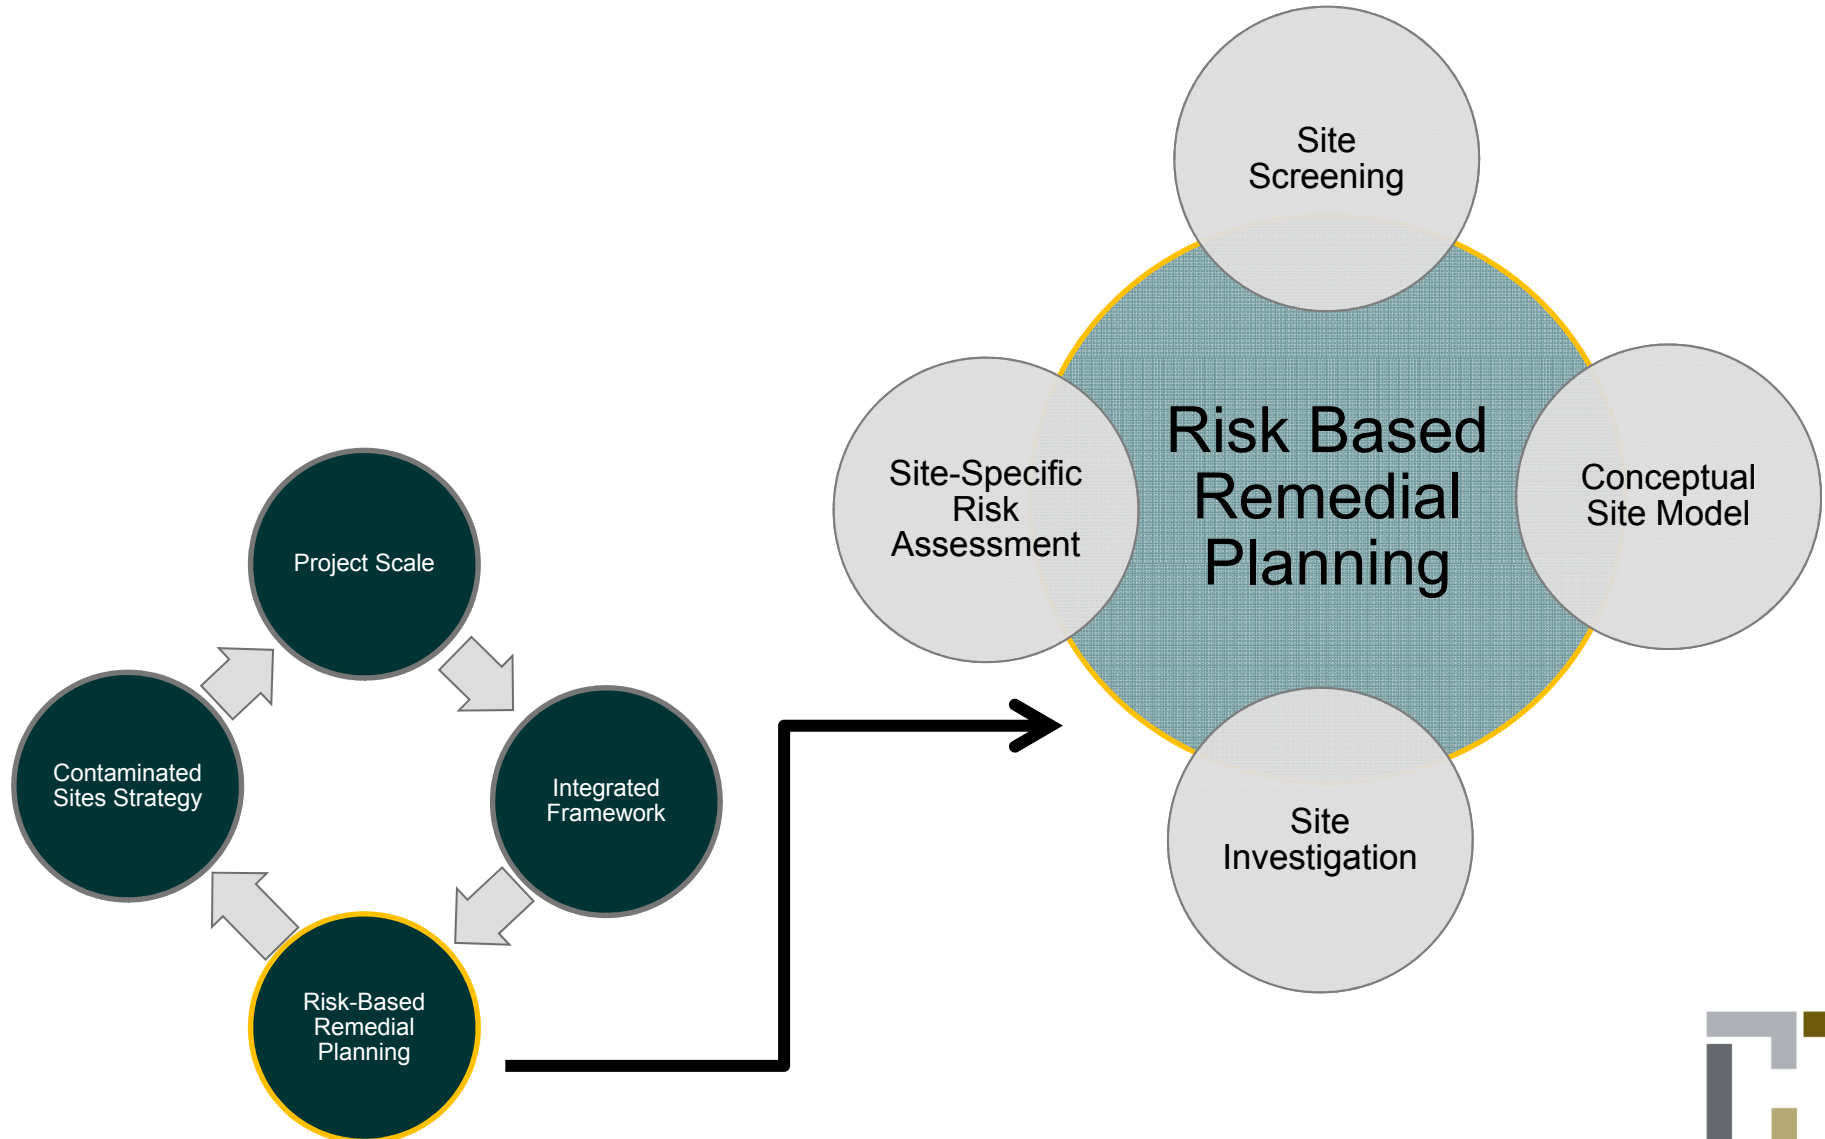 Project Scale
Integrated
Framework
Risk-Based
Remedial
Planning
Contaminated
Sites Strategy
Risk Based
Remedial
Planning
Site
Screening
Conceptual
Site Model
Site
Investigation
Site-Specific
Risk
Assessment